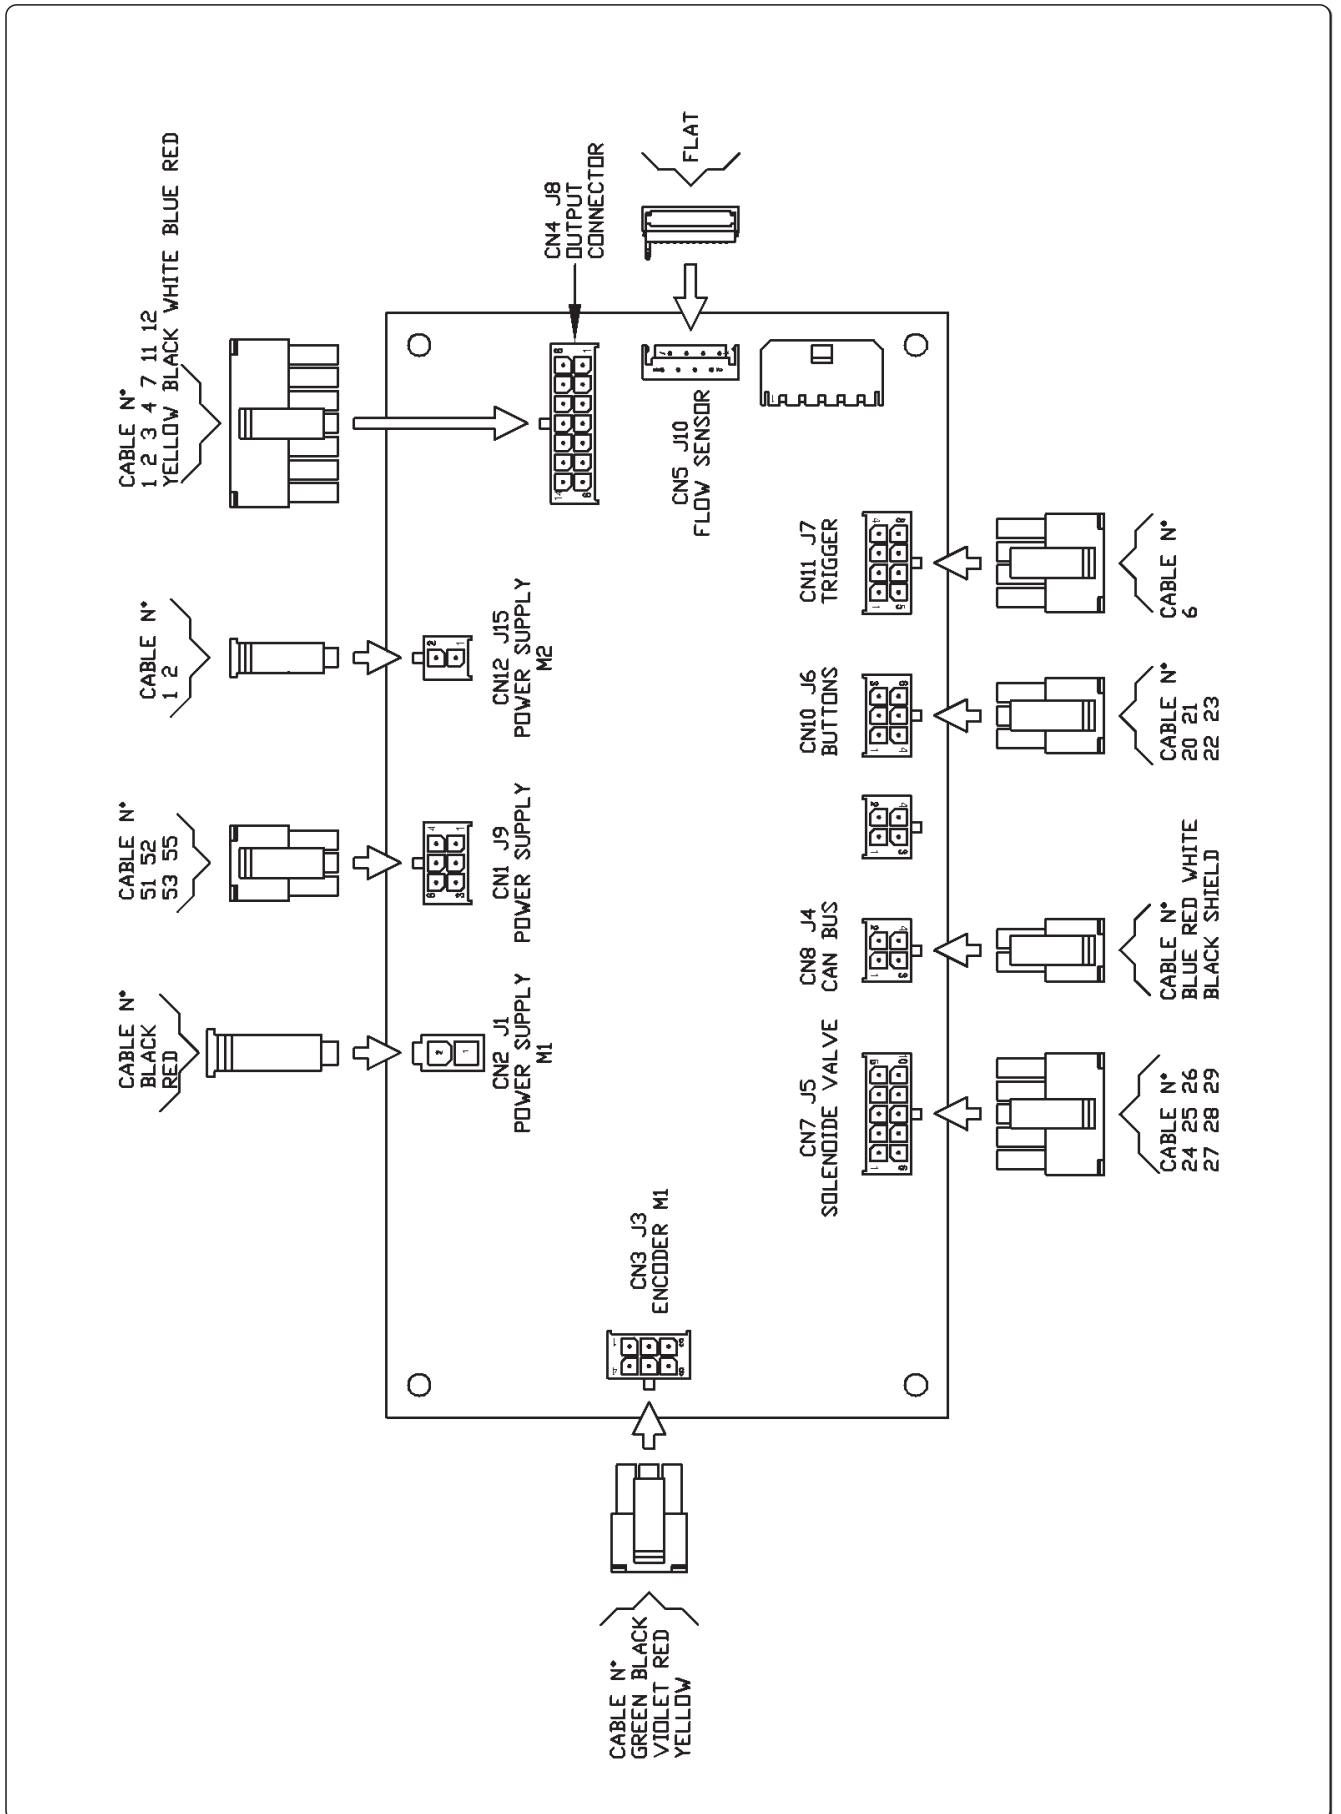 CABLE N°
BLACK
RED
CABLE N°
51 52
53 55
CABLE N°
1 2
CABLE N°
1 2 3 4 7 11 12
YELLOW BLACK WHITE BLUE RED
CN2 J1
POWER SUPPLY
M1
CN1 J9
POWER SUPPLY
CN12 J15
POWER SUPPLY
M2
CN4 J8
OUTPUT
CONNECTOR
FLAT
CN5 J10
FLOW SENSOR
CN3 J3
ENCODER M1
CABLE N°
GREEN BLACK
VIOLET RED
YELLOW
CN7 J5
SOLENOIDE VALVE
CN8 J4
CAN BUS
CN10 J6
BUTTONS
CN11 J7
TRIGGER
CABLE N°
24 25 26
27 28 29
CABLE N°
BLUE RED WHITE
BLACK SHIELD
CABLE N°
20 21
22 23
CABLE N°
6